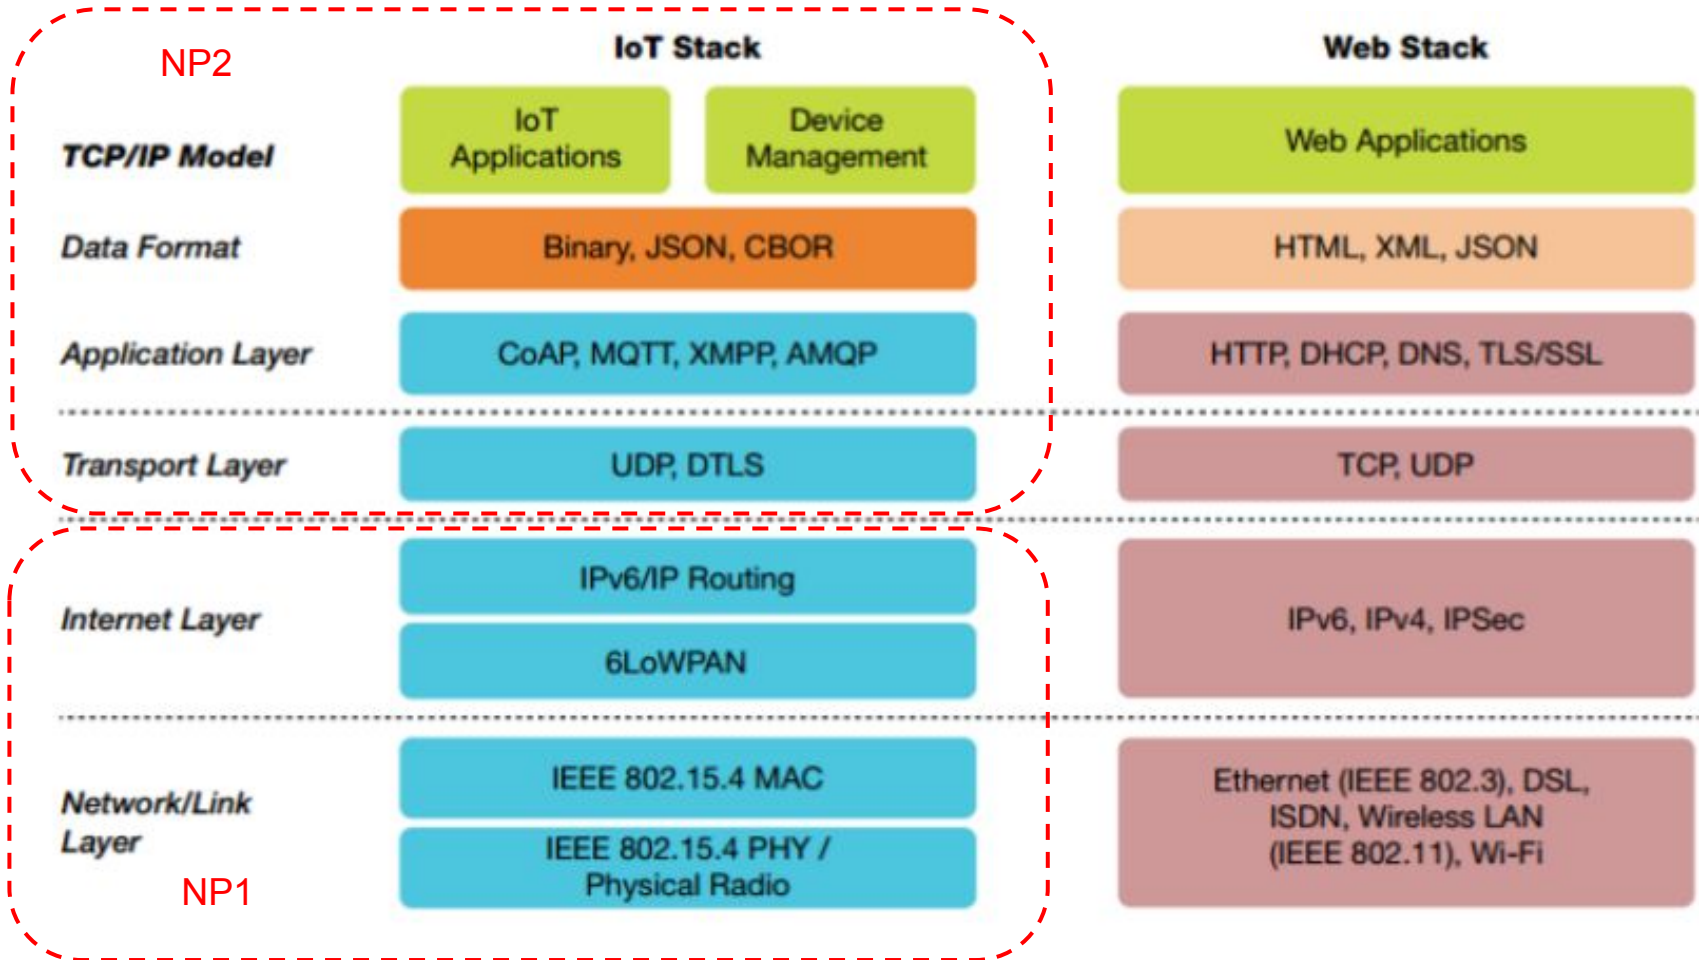 NP2
IoT Stack
Web Stack
TCP/IP Model
IoT
Applications
Device
Management
Web Applications
Data Format
Binary, JSON, CBOR
HTML, XML, JSON
Application Layer
CoAP, MQTT, XMPP, AMQP
HTTP, DHCP, DNS, TLS/SSL
Transport Layer
UDP, DTLS
TCP, UDP
Internet Layer
IPv6/IP Routing
6LoWPAN
IPv6, IPv4, IPSec
Network/Link
Layer
IEEE 802.15.4 MAC
IEEE 802.15.4 PHY /
Physical Radio
Ethernet (IEEE 802.3), DSL,
ISDN, Wireless LAN
(IEEE 802.11), Wi-Fi
NP1